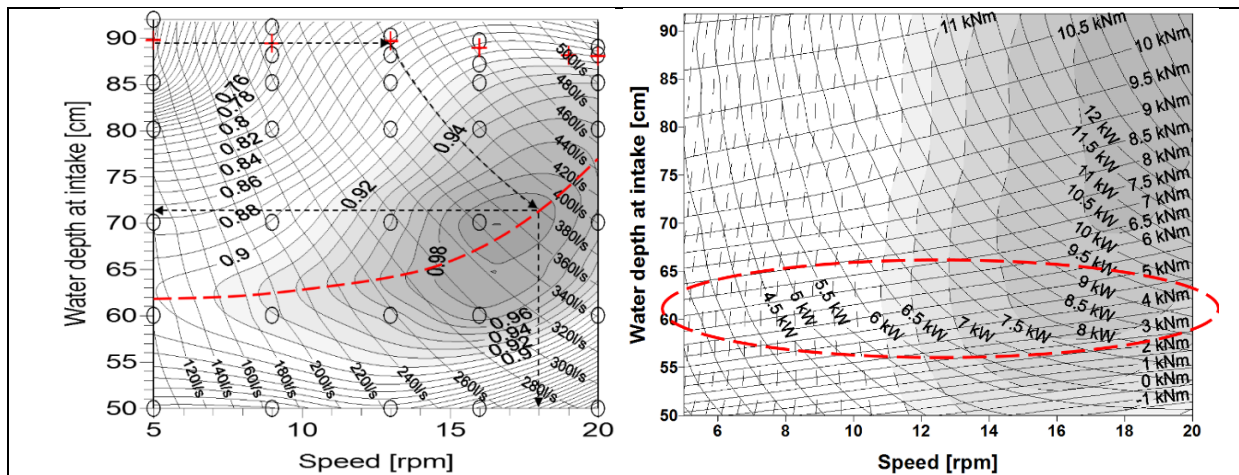 90
85
80
75
70
65
60
55
50
5
10
15
20
Water depth at intake [cm]
Speed [rpm]
0.76
0.78
0.8
0.82
0.84
0.86
0.88
0.9
0.92
0.94
0.98
0.96
0.94
0.92
0.9
500l/s
480l/s
460l/s
440l/s
420l/s
400l/s
380l/s
360l/s
340l/s
320l/s
300l/s
280l/s
260l/s
240l/s
220l/s
200l/s
180l/s
160l/s
140l/s
120l/s
90
85
80
75
70
65
60
55
50
6
8
10
12
14
16
18
20
Water depth at intake [cm]
Speed [rpm]
11 kNm
10.5 kNm
10 kNm
9.5 kNm
9 kNm
8.5 kNm
8 kNm
7.5 kNm
7 kNm
6.5 kNm
6 kNm
5 kNm
4 kNm
3 kNm
2 kNm
1 kNm
0 kNm
-1 kNm
12 kW
11.5 kW
11 kW
10.5 kW
10 kW
9.5 kW
9 kW
8.5 kW
8 kW
7.5 kW
7 kW
6.5 kW
6 kW
5.5 kW
5 kW
4.5 kW